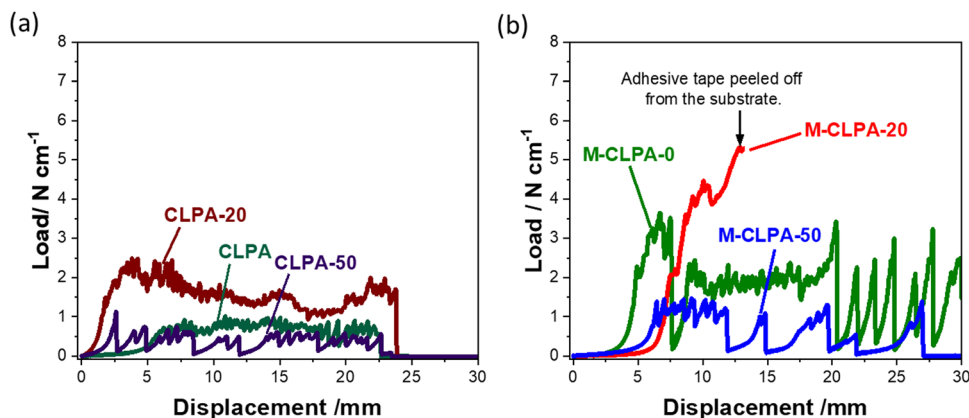 (a)
8
7
6
5
4
3
2
1
0
Load/ N cm-1
CLPA-20
CLPA
CLPA-50
0 5 10 15 20 25 30
Displacement /mm
(b)
8
7
6
5
4
3
2
1
0
Load / N cm-1
Adhesive tape peeled off
from the substrate.
M-CLPA-20
M-CLPA-0
M-CLPA-50
0 5 10 15 20 25 30
Displacement /mm